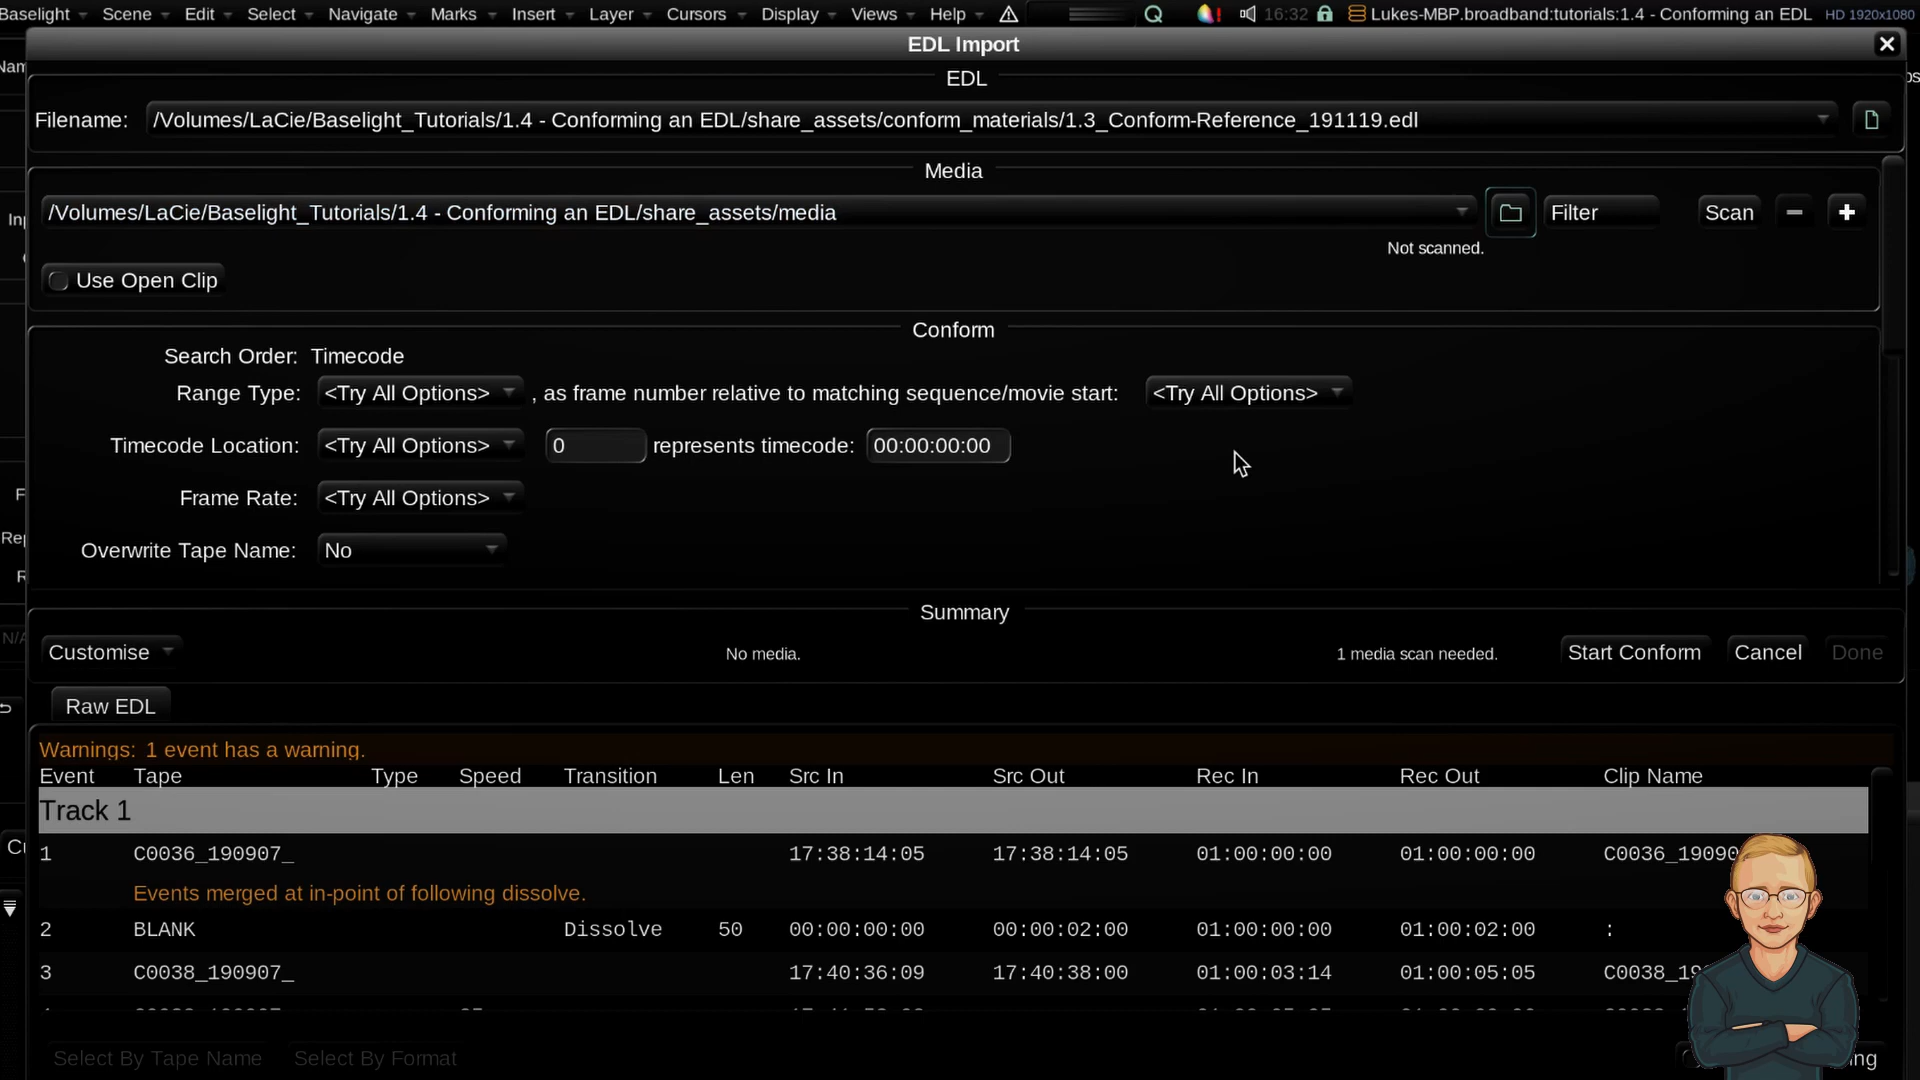 Baselight Scene Edit Select Navigate Marks Insert Layer Cursors Display Views Help 16:32 Lukes-MBP.broadband:tutorials:1.4 - Conforming an EDL HD 1920x1080
EDL Import
EDL
Filename: /Volumes/LaCie/Baselight_Tutorials/1.4 - Conforming an EDL/share_assets/conform_materials/1.3_Conform-Reference_191119.edl
Media
/Volumes/LaCie/Baselight_Tutorials/1.4 - Conforming an EDL/share_assets/media Filter Scan
Not scanned.
Use Open Clip
Conform
Search Order: Timecode
Range Type: <Try All Options> , as frame number relative to matching sequence/movie start: <Try All Options>
Timecode Location: <Try All Options> 0 represents timecode: 00:00:00:00
Frame Rate: <Try All Options>
Overwrite Tape Name: No
Summary
Customise No media. 1 media scan needed. Start Conform Cancel Done
Raw EDL
Warnings: 1 event has a warning.
Event Tape Type Speed Transition Len Src In Src Out Rec In Rec Out Clip Name
Track 1
1 C0036_190907_ 17:38:14:05 17:38:14:05 01:00:00:00 01:00:00:00 C0036_19090
Events merged at in-point of following dissolve.
2 BLANK Dissolve 50 00:00:00:00 00:00:02:00 01:00:00:00 01:00:02:00 :
3 C0038_190907_ 17:40:36:09 17:40:38:00 01:00:03:14 01:00:05:05 C0038_19
Select By Tape Name Select By Format